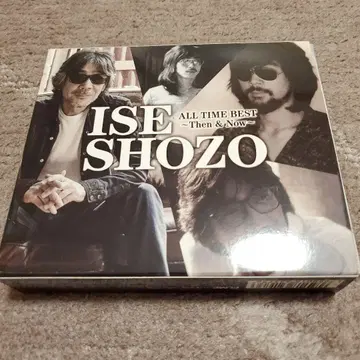 ISE
SHOZO
ALL TIME BEST
~Then & Now~